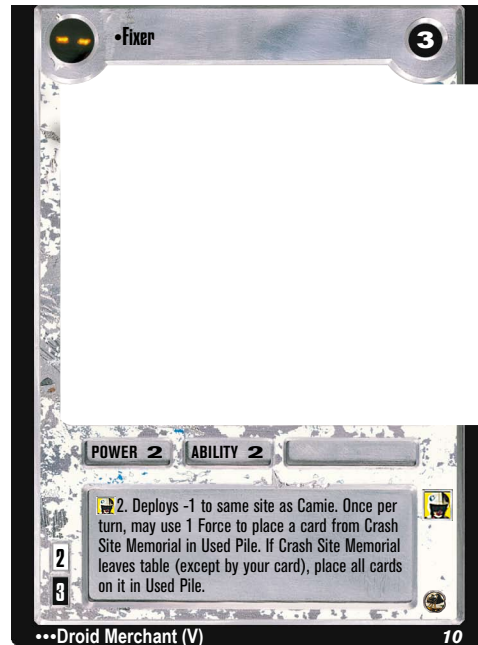 •Fixer
3
POWER 2 ABILITY 2
2. Deploys -1 to same site as Camie. Once per
turn, may use 1 Force to place a card from Crash
Site Memorial in Used Pile. If Crash Site Memorial
leaves table (except by your card), place all cards
on it in Used Pile.
2
3
•••Droid Merchant (V) 10